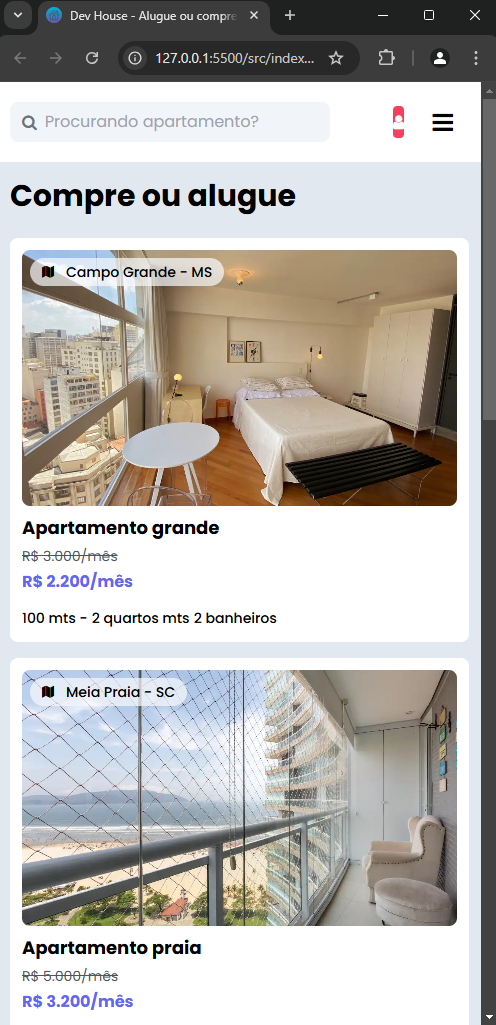 Dev House - Alugue ou compre
127.0.0.1:5500/src/index...
Procurando apartamento?
Compre ou alugue
Campo Grande - MS
Apartamento grande
R$ 3.000/mês
R$ 2.200/mês
100 mts - 2 quartos mts 2 banheiros
Meia Praia - SC
Apartamento praia
R$ 5.000/mês
R$ 3.200/mês